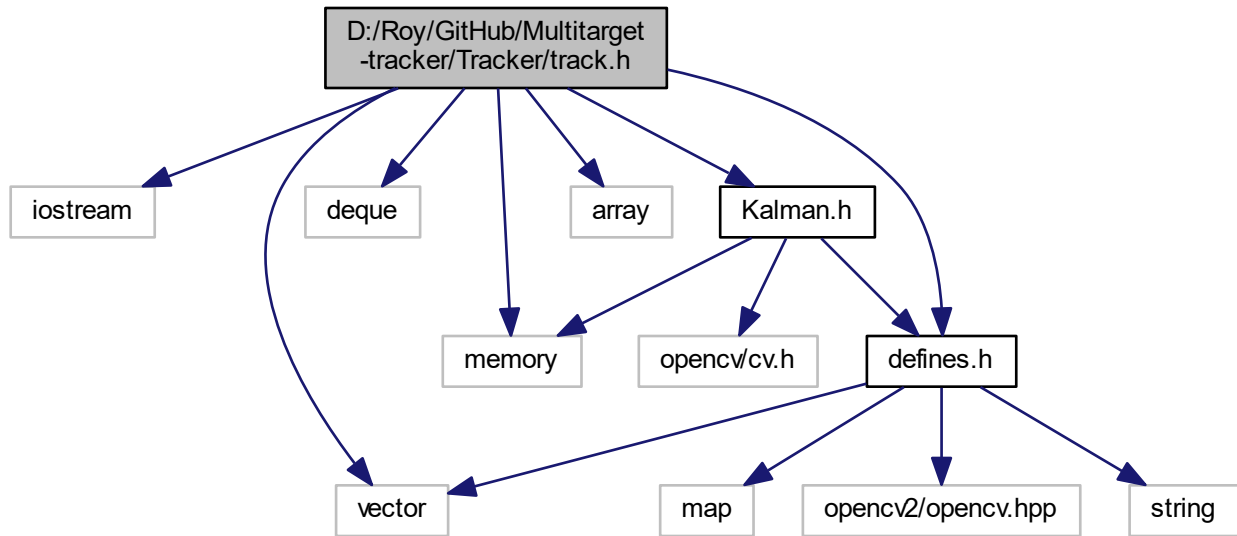 D:/Roy/GitHub/Multitarget
-tracker/Tracker/track.h
iostream
deque
array
Kalman.h
memory
opencv/cv.h
defines.h
vector
map
opencv2/opencv.hpp
string